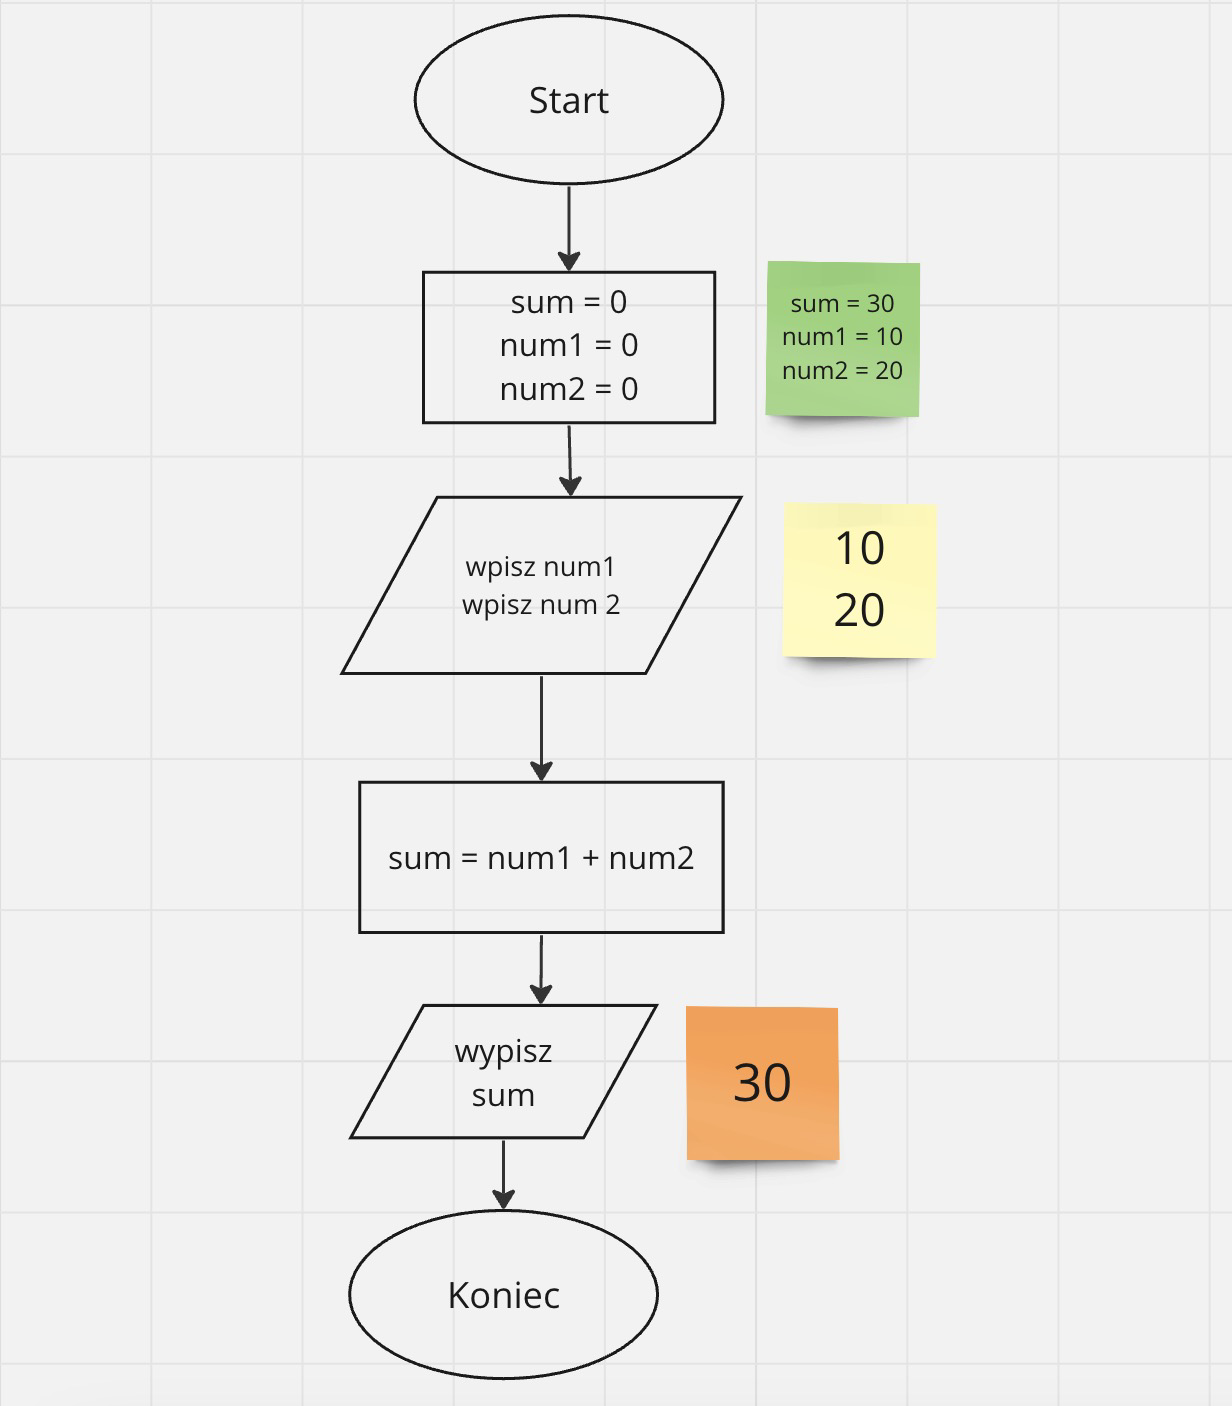 Start
sum = 0
num1 = 0
num2 = 0
sum = 30
num1 = 10
num2 = 20
wpisz num1
wpisz num 2
10
20
sum = num1 + num2
wypisz
sum
30
Koniec